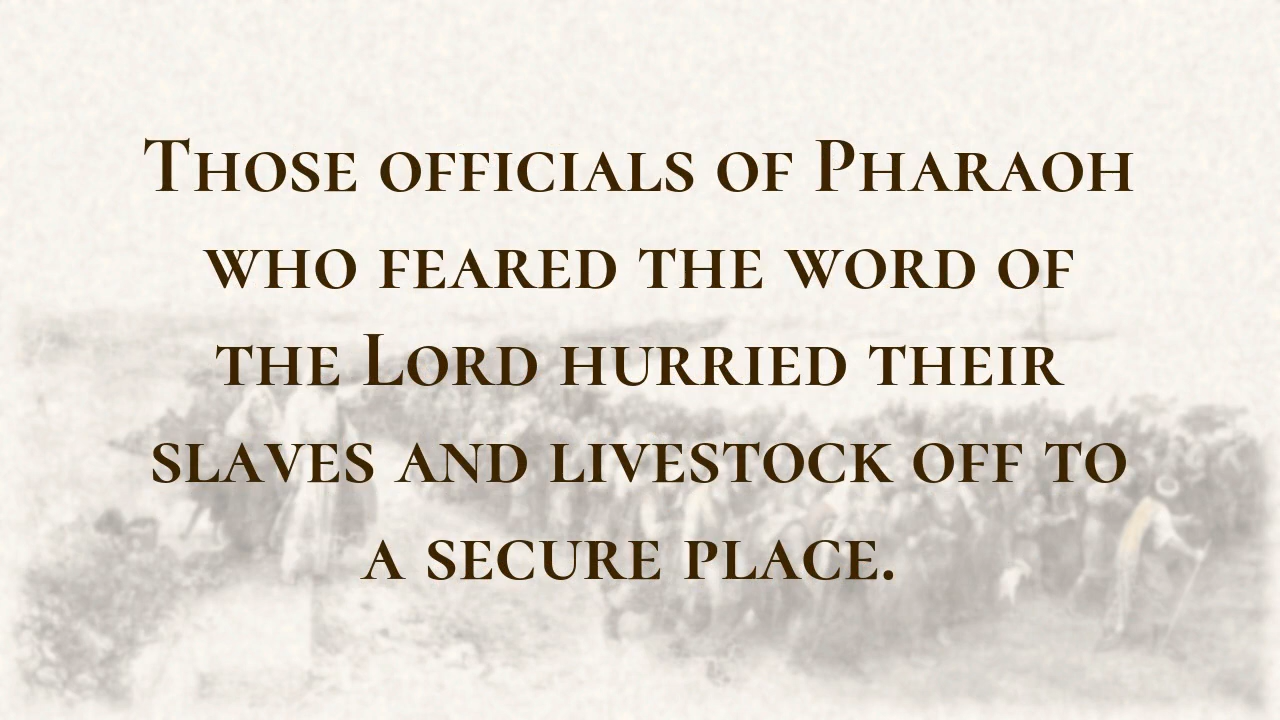 Those officials of Pharaoh
who feared the word of
the Lord hurried their
slaves and livestock off to
a secure place.